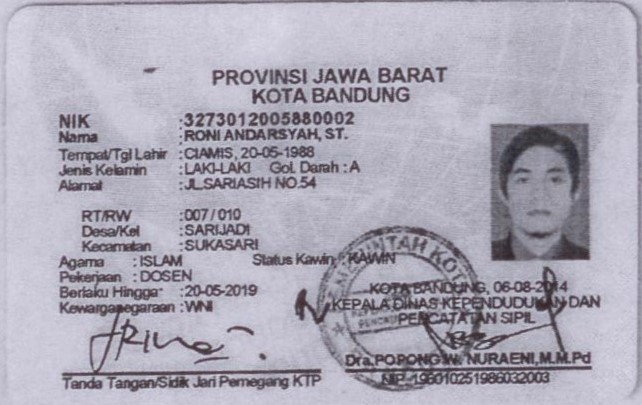 PROVINSI JAWA BARAT
KOTA BANDUNG
NIK :3273012005880002
Nama :RONI ANDARSYAH, ST.
Tempat/Tgl Lahir :CIAMIS, 20-05-1988
Jenis Kelamin :LAKI-LAKI Gol. Darah : A
Alamat :JL.SARIASIH NO.54
RT/RW :007 / 010
Desa/Kel :SARIJADI
Kecamatan :SUKASARI
Agama : ISLAM Status Kawin : KAWIN
Pekerjaan : DOSEN
Berlaku Hingga : 20-05-2019
Kewarganegaraan : WNI
KOTA BANDUNG, 06-08-2014
KEPALA DINAS KEPENDUDUKAN DAN
PENCATATAN SIPIL
Dra.POPONG W. NURAENI,M.M.Pd
NIP. 196010251986032003
Tanda Tangan/Sidik Jari Pemegang KTP